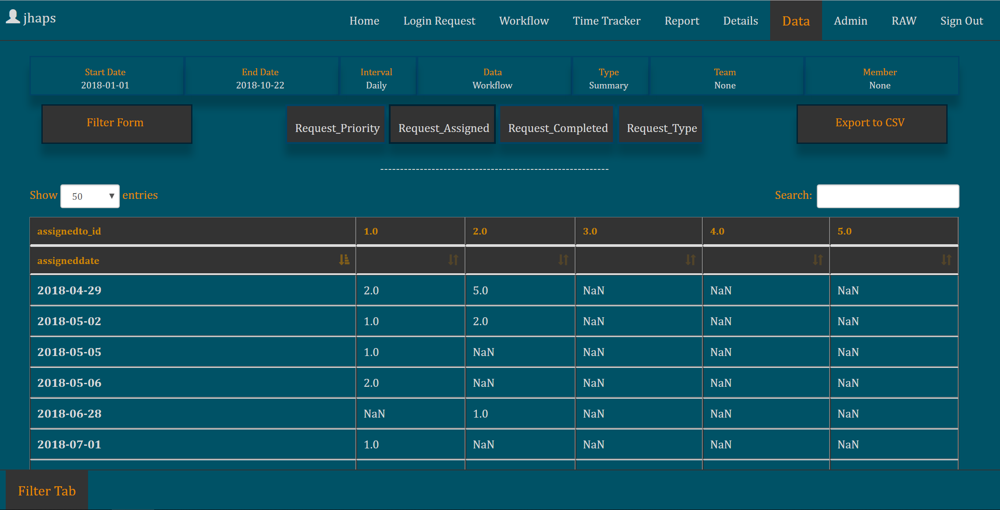 jhaps
Home Login Request Workflow Time Tracker Report Details Data Admin RAW Sign Out
Start Date End Date Interval Data Type Team Member
2018-01-01 2018-10-22 Daily Workflow Summary None None
Filter Form Request_Priority Request_Assigned Request_Completed Request_Type Export to CSV
----------------------------------------------------------
Show 50 entries Search:
assignedto_id 1.0 2.0 3.0 4.0 5.0
assigneddate
2018-04-29 2.0 5.0 NaN NaN NaN
2018-05-02 1.0 2.0 NaN NaN NaN
2018-05-05 1.0 NaN NaN NaN NaN
2018-05-06 2.0 NaN NaN NaN NaN
2018-06-28 NaN 1.0 NaN NaN NaN
2018-07-01 1.0 NaN NaN NaN NaN
Filter Tab